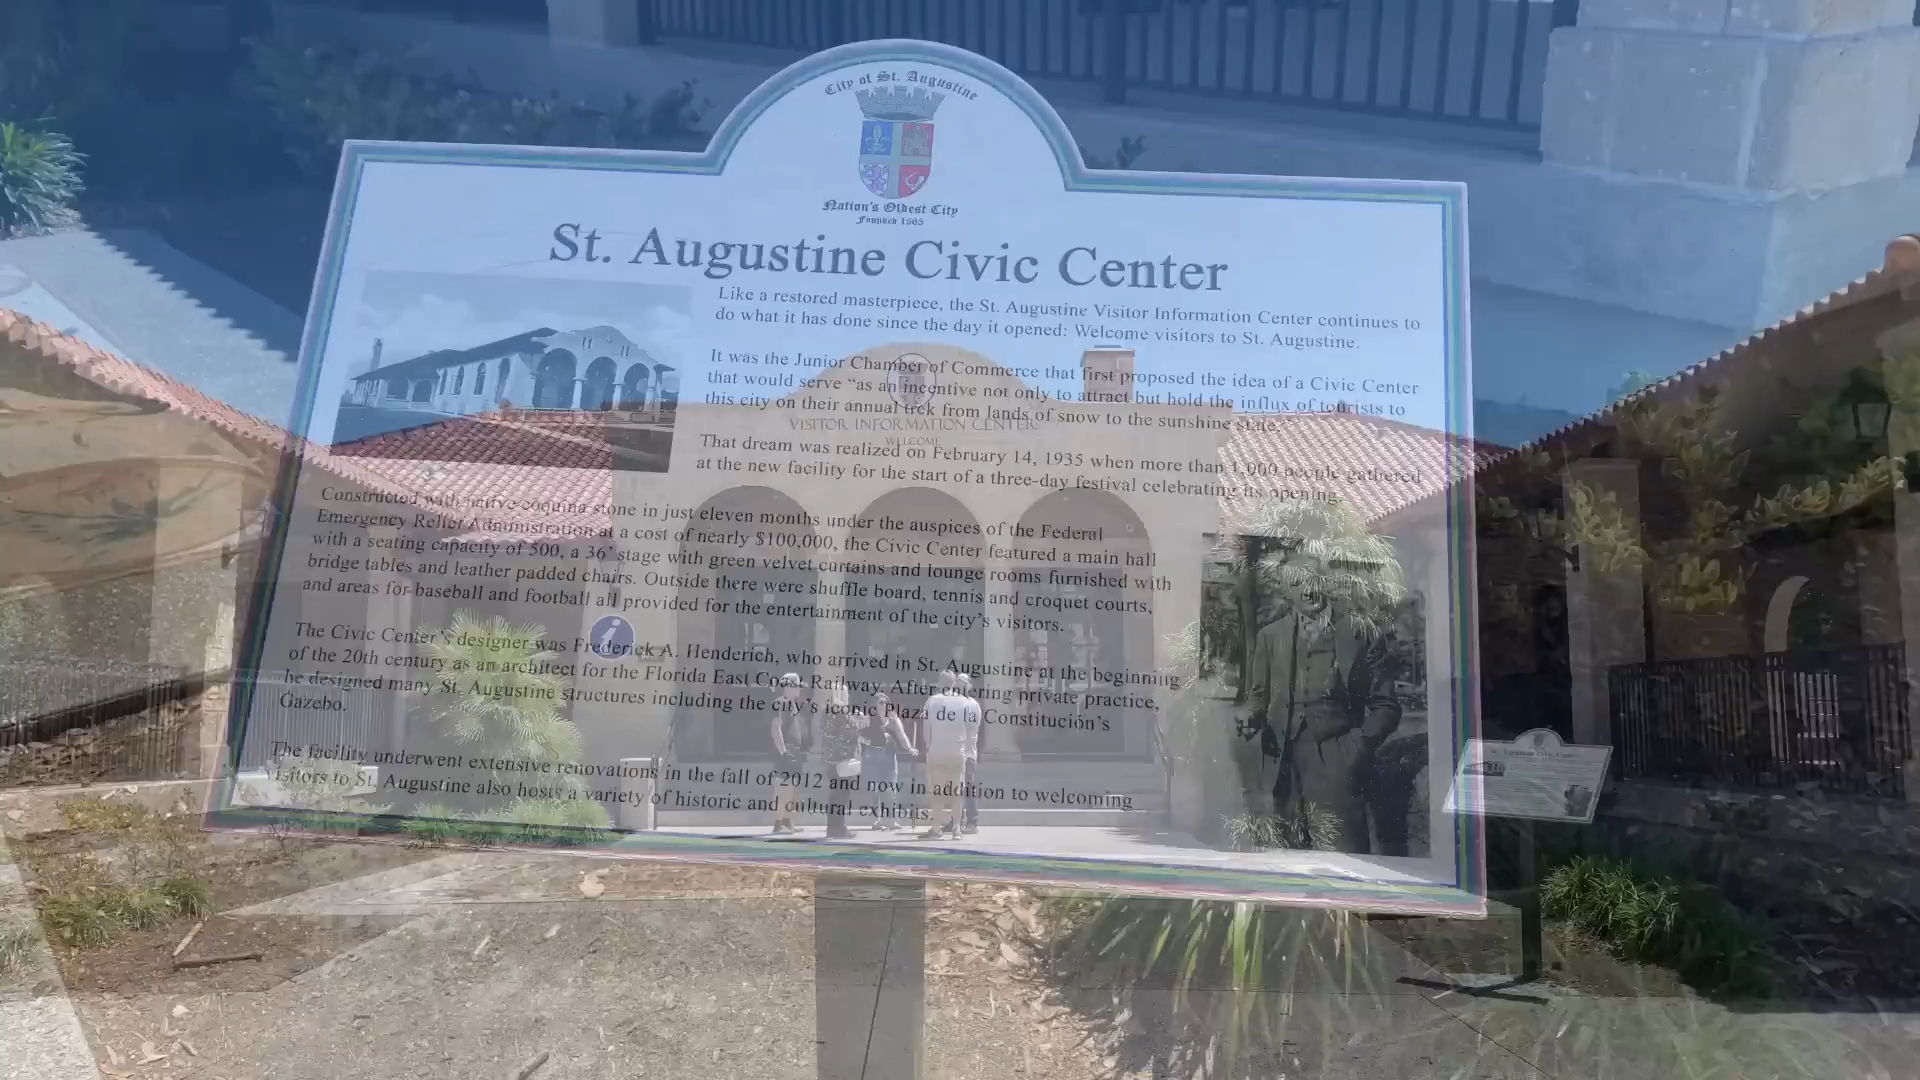 City of St. Augustine
Nation's Oldest City
Founded 1565
St. Augustine Civic Center
Like a restored masterpiece, the St. Augustine Visitor Information Center continues to
do what it has done since the day it opened: Welcome visitors to St. Augustine.
It was the Junior Chamber of Commerce that first proposed the idea of a Civic Center
that would serve “as an incentive not only to attract but hold the influx of tourists to
this city on their annual trek from lands of snow to the sunshine state.”
VISITOR INFORMATION CENTER
WELCOME
That dream was realized on February 14, 1935 when more than 1,000 people gathered
at the new facility for the start of a three-day festival celebrating its opening.
Constructed with native coquina stone in just eleven months under the auspices of the Federal
Emergency Relief Administration at a cost of nearly $100,000, the Civic Center featured a main hall
with a seating capacity of 500, a 36’ stage with green velvet curtains and lounge rooms furnished with
bridge tables and leather padded chairs. Outside there were shuffle board, tennis and croquet courts,
and areas for baseball and football all provided for the entertainment of the city’s visitors.
i
The Civic Center’s designer was Frederick A. Henderich, who arrived in St. Augustine at the beginning
of the 20th century as an architect for the Florida East Coast Railway. After entering private practice,
he designed many St. Augustine structures including the city’s iconic Plaza de la Constitución’s
Gazebo.
The facility underwent extensive renovations in the fall of 2012 and now in addition to welcoming
visitors to St. Augustine also hosts a variety of historic and cultural exhibits.
St. Augustine Civic Center